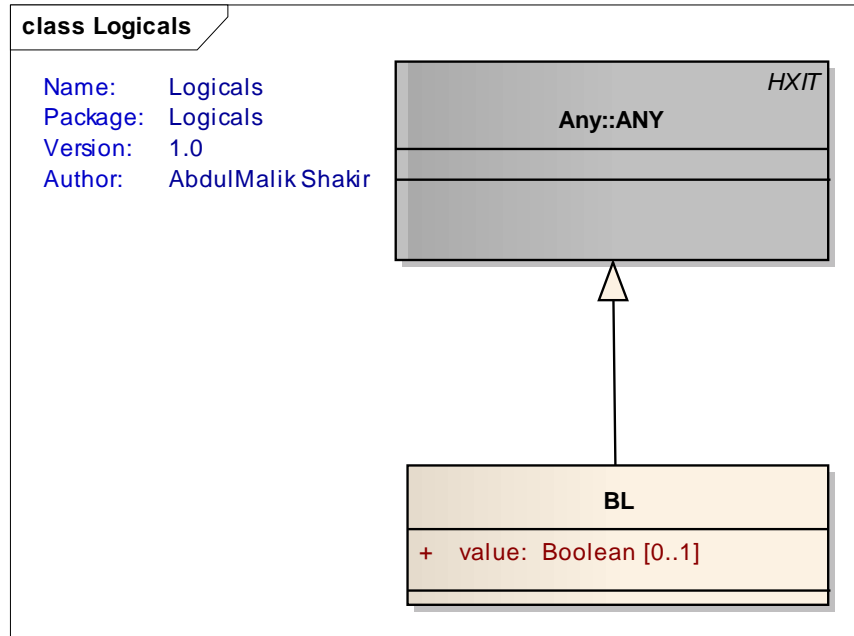 class Logicals
Name: Logicals
Package: Logicals
Version: 1.0
Author: AbdulMalik Shakir
HXIT
Any::ANY
BL
+ value: Boolean [0..1]